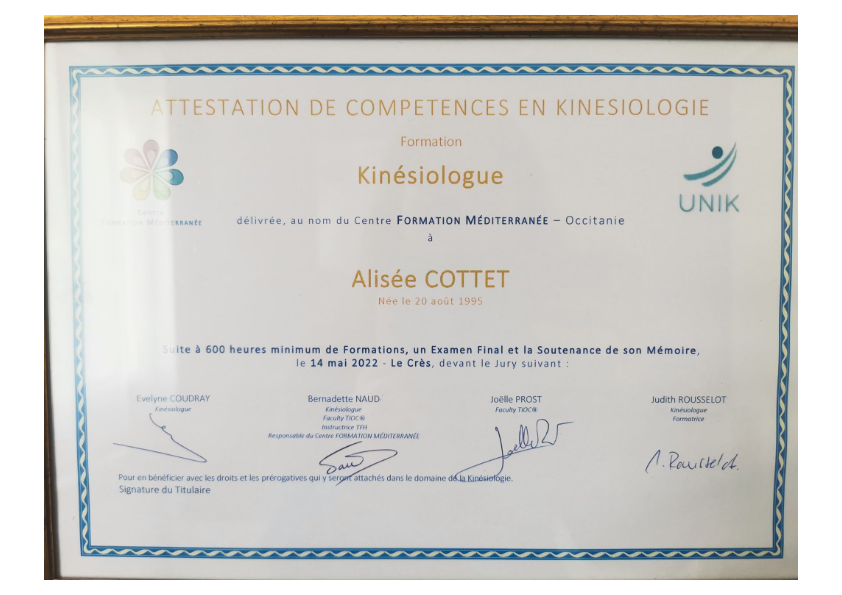 ATTESTATION DE COMPETENCES EN KINESIOLOGIE
Formation
Kinésiologue
Centre
FORMATION MÉDITERRANÉE
UNIK
délivrée, au nom du Centre FORMATION MÉDITERRANÉE – Occitanie
à
Alisée COTTET
Née le 20 août 1995
Suite à 600 heures minimum de Formations, un Examen Final et la Soutenance de son Mémoire,
le 14 mai 2022 - Le Crès, devant le Jury suivant :
Evelyne COUDRAY
Kinésiologue
Bernadette NAUD
Kinésiologue
Faculty TIOC®
Instructrice TFH
Responsable du Centre FORMATION MÉDITERRANÉE
Joëlle PROST
Faculty TIOC®
Judith ROUSSELOT
Kinésiologue
Formatrice
Pour en bénéficier avec les droits et les prérogatives qui y seront attachés dans le domaine de la Kinésiologie.
Signature du Titulaire